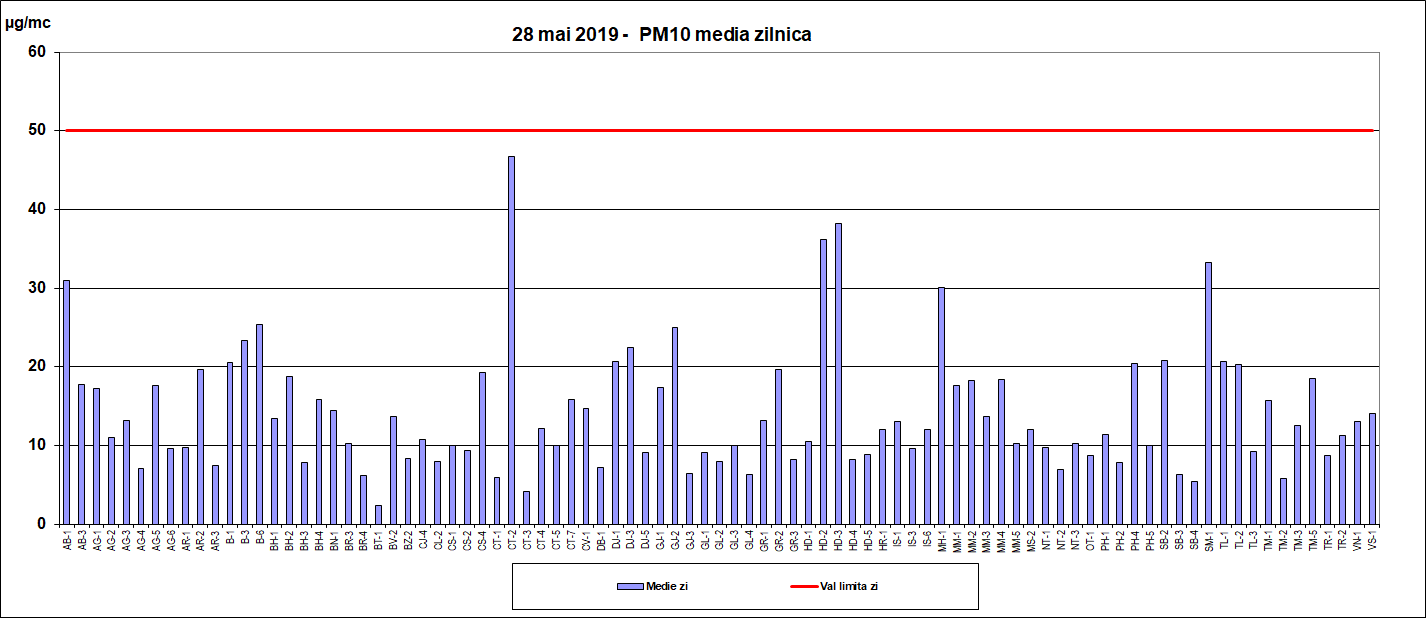 µg/mc
28 mai 2019 - PM10 media zilnica
60
50
40
30
20
10
0
AB-1 AB-3 AG-1 AG-2 AG-3 AG-4 AG-5 AG-6 AR-1 AR-2 AR-3 B-1 B-3 B-6 BH-1 BH-2 BH-3 BH-4 BN-1 BR-3 BR-4 BT-1 BV-2 BZ-2 CJ-4 CL-2 CS-1 CS-2 CS-4 CT-1 CT-2 CT-3 CT-4 CT-5 CT-7 CV-1 DB-1 DJ-1 DJ-3 DJ-5 GJ-1 GJ-2 GJ-3 GL-1 GL-2 GL-3 GL-4 GR-1 GR-2 GR-3 HD-1 HD-2 HD-3 HD-4 HD-5 HR-1 IS-1 IS-3 IS-6 MH-1 MM-1 MM-2 MM-3 MM-4 MM-5 MS-2 NT-1 NT-2 NT-3 OT-1 PH-1 PH-2 PH-4 PH-5 SB-2 SB-3 SB-4 SM-1 TL-1 TL-2 TL-3 TM-1 TM-2 TM-3 TM-5 TR-1 TR-2 VN-1 VS-1
Medie zi
Val limita zi